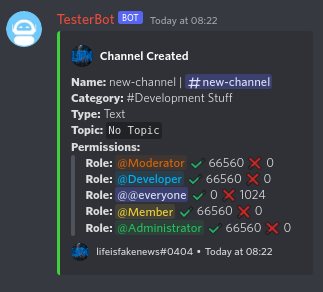 TesterBot BOT Today at 08:22
Channel Created
Name: new-channel | #new-channel
Category: #Development Stuff
Type: Text
Topic: No Topic
Permissions:
Role: @Moderator ✔ 66560 ❌ 0
Role: @Developer ✔ 66560 ❌ 0
Role: @@everyone ✔ 0 ❌ 1024
Role: @Member ✔ 66560 ❌ 0
Role: @Administrator ✔ 66560 ❌ 0
lifeisfakenews#0404 • Today at 08:22